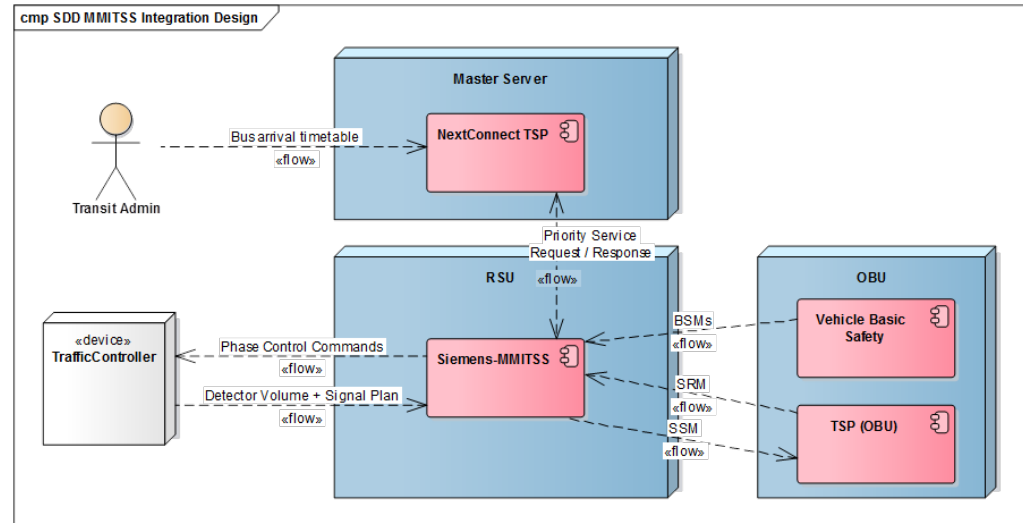 cmp SDD MMITSS Integration Design
Master Server
NextConnect TSP
Bus arrival timetable
«flow»
Transit Admin
Priority Service
Request / Response
«flow»
RSU
OBU
«device»
TrafficController
Phase Control Commands
«flow»
Detector Volume + Signal Plan
«flow»
Siemens-MMITSS
BSMs
«flow»
SRM
«flow»
SSM
«flow»
Vehicle Basic
Safety
TSP (OBU)